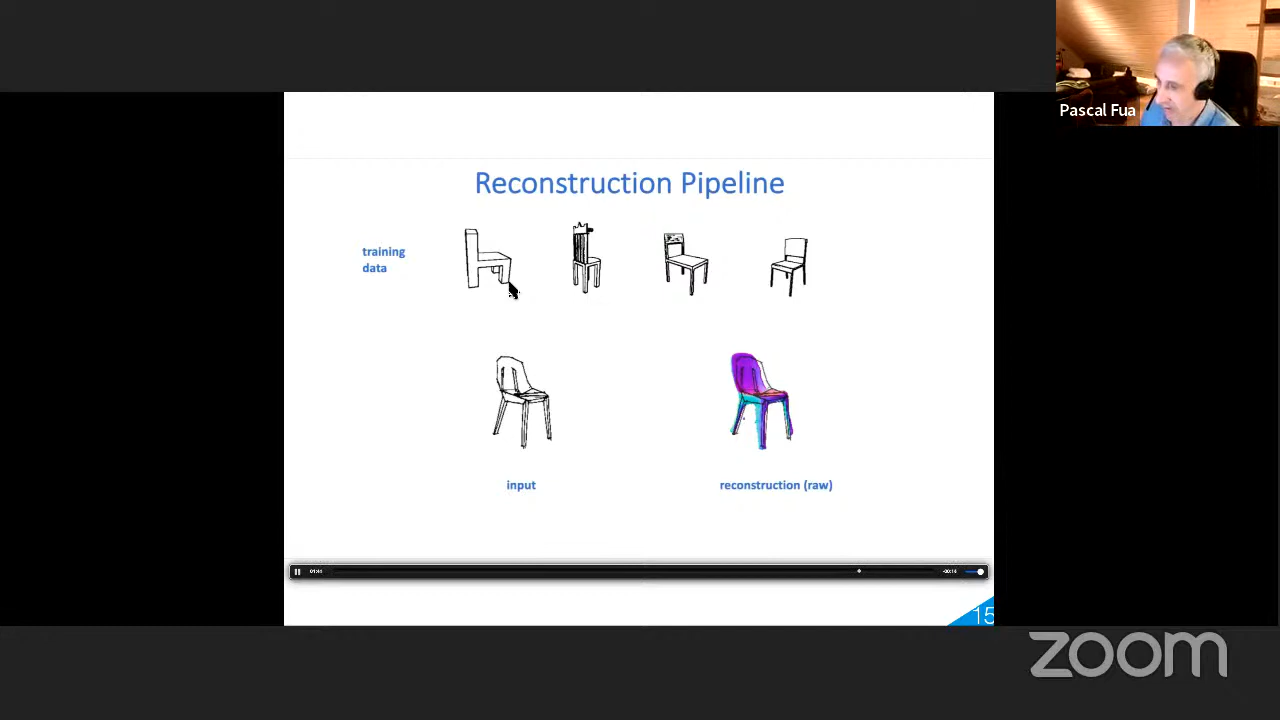 Pascal Fua
Reconstruction Pipeline
training
data
input
reconstruction (raw)
15
zoom